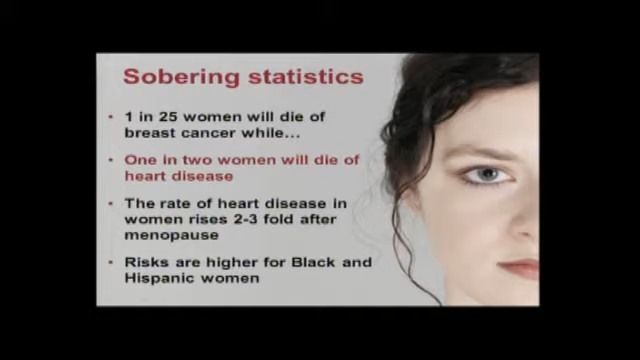 Sobering statistics
• 1 in 25 women will die of
breast cancer while...
• One in two women will die of
heart disease
• The rate of heart disease in
women rises 2-3 fold after
menopause
• Risks are higher for Black and
Hispanic women